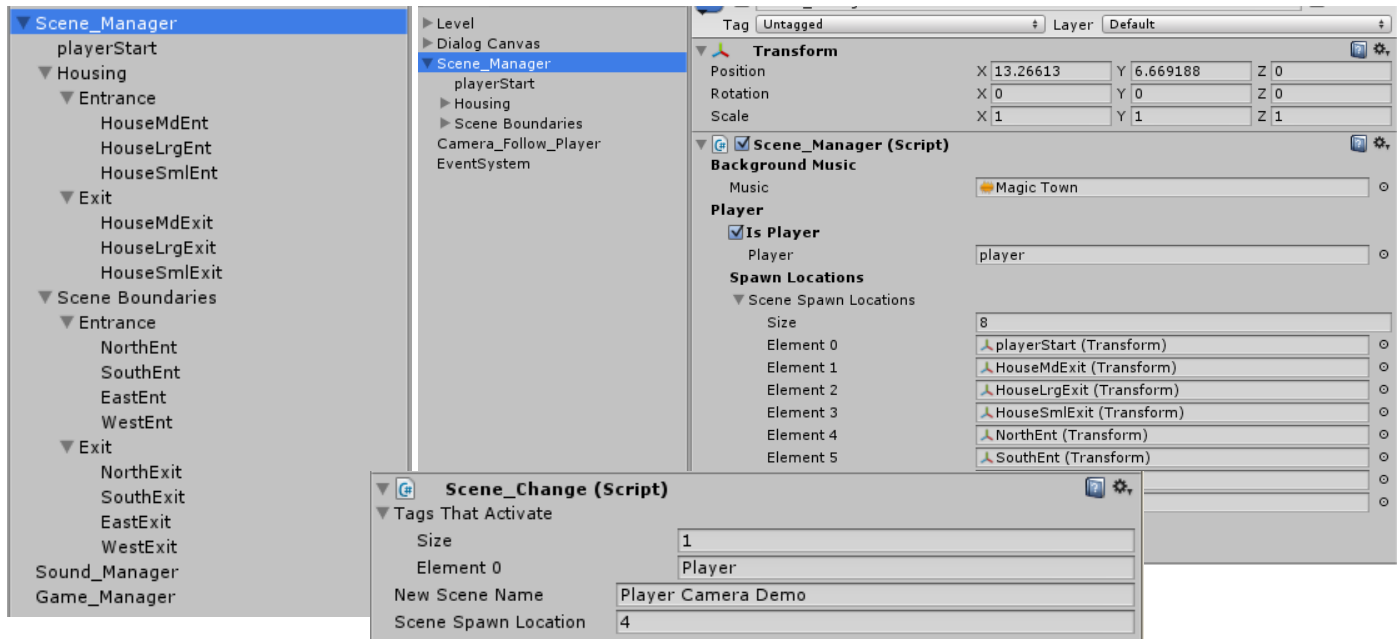 Scene_Manager
playerStart
Housing
Entrance
HouseMdEnt
HouseLrgEnt
HouseSmlEnt
Exit
HouseMdExit
HouseLrgExit
HouseSmlExit
Scene Boundaries
Entrance
NorthEnt
SouthEnt
EastEnt
WestEnt
Exit
NorthExit
SouthExit
EastExit
WestExit
Sound_Manager
Game_Manager
Level
Dialog Canvas
Scene_Manager
playerStart
Housing
Scene Boundaries
Camera_Follow_Player
EventSystem
Tag Untagged Layer Default
Transform
Position X 13.26613 Y 6.669188 Z 0
Rotation X 0 Y 0 Z 0
Scale X 1 Y 1 Z 1
Scene_Manager (Script)
Background Music
Music Magic Town
Player
Is Player
Player player
Spawn Locations
Scene Spawn Locations
Size 8
Element 0 playerStart (Transform)
Element 1 HouseMdExit (Transform)
Element 2 HouseLrgExit (Transform)
Element 3 HouseSmlExit (Transform)
Element 4 NorthEnt (Transform)
Element 5 SouthEnt (Transform)
Scene_Change (Script)
Tags That Activate
Size 1
Element 0 Player
New Scene Name Player Camera Demo
Scene Spawn Location 4